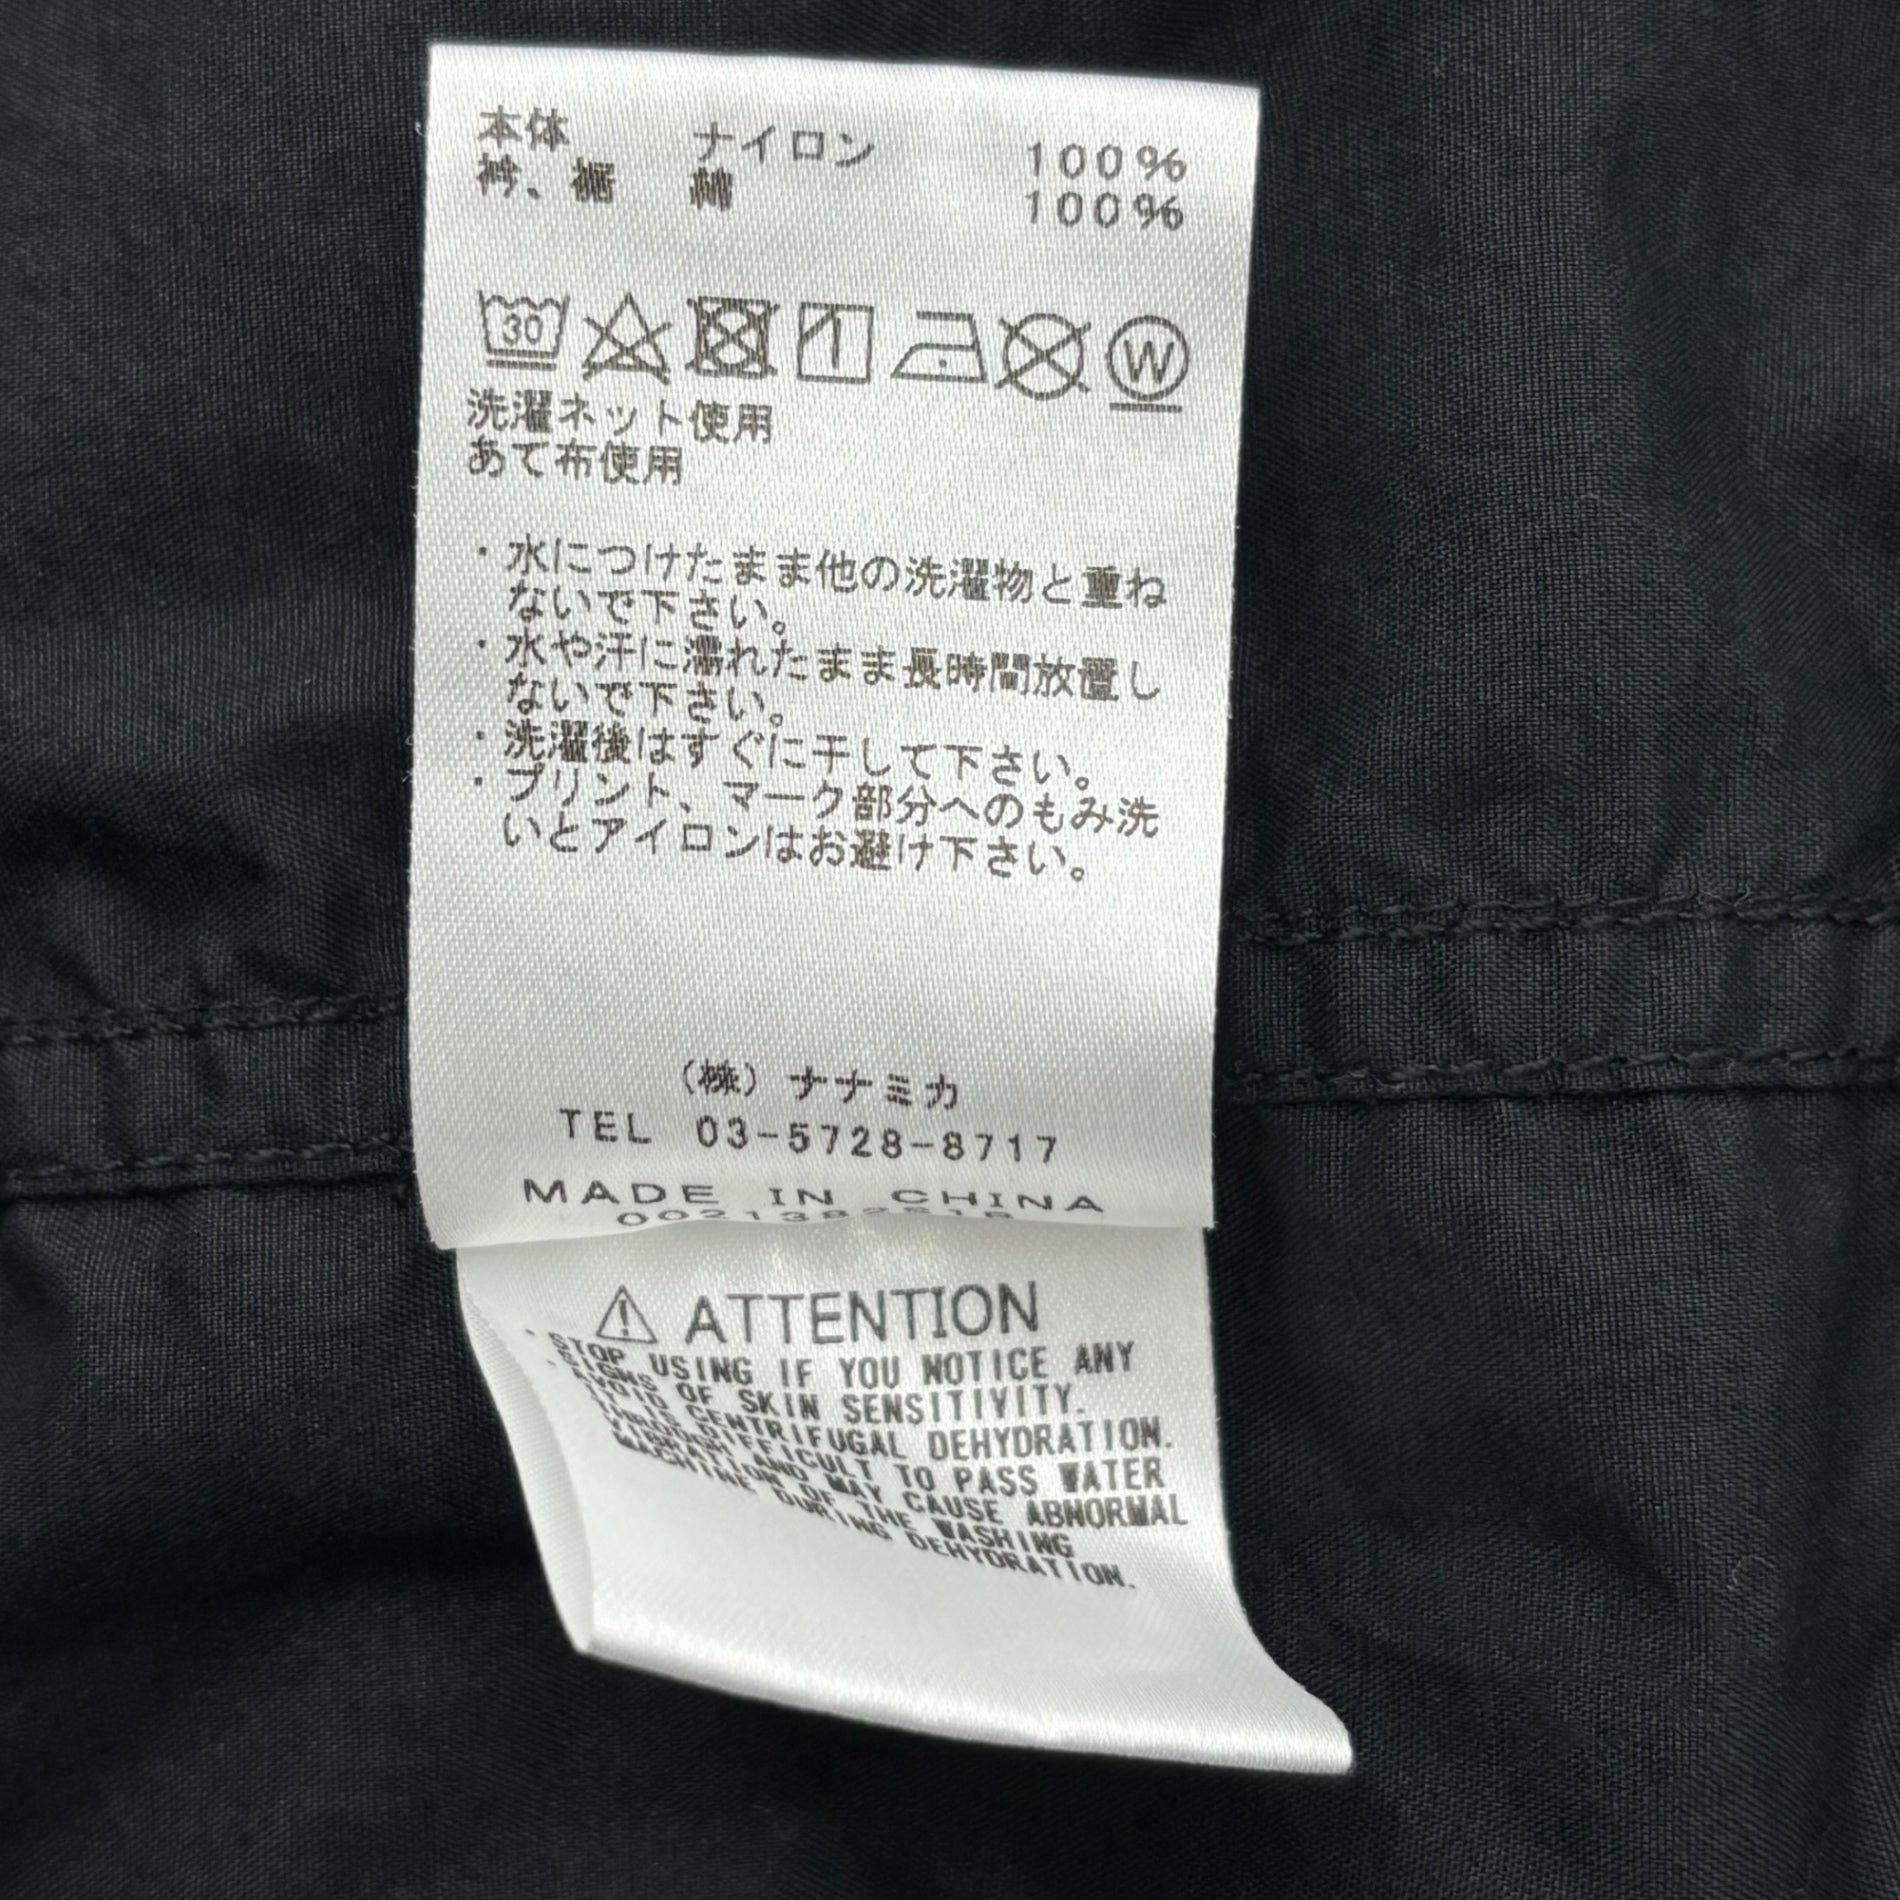 本体 ナイロン 100%
衿、裾 綿 100%
30 1 W
洗濯ネット使用
あて布使用
・水につけたまま他の洗濯物と重ね
ないで下さい。
・水や汗に濡れたまま長時間放置し
ないで下さい。
・洗濯後はすぐに干して下さい。
・プリント、マーク部分へのもみ洗
いとアイロンはお避け下さい。
(株)ナナミカ
TEL 03-5728-8717
MADE IN CHINA
ATTENTION
・STOP USING IF YOU NOTICE ANY
SIGNS OF SKIN SENSITIVITY.
・AVOID CENTRIFUGAL DEHYDRATION.
IT IS DIFFICULT TO PASS WATER
THROUGH AND MAY CAUSE ABNORMAL
VIBRATION OF THE WASHING
MACHINE DURING DEHYDRATION.